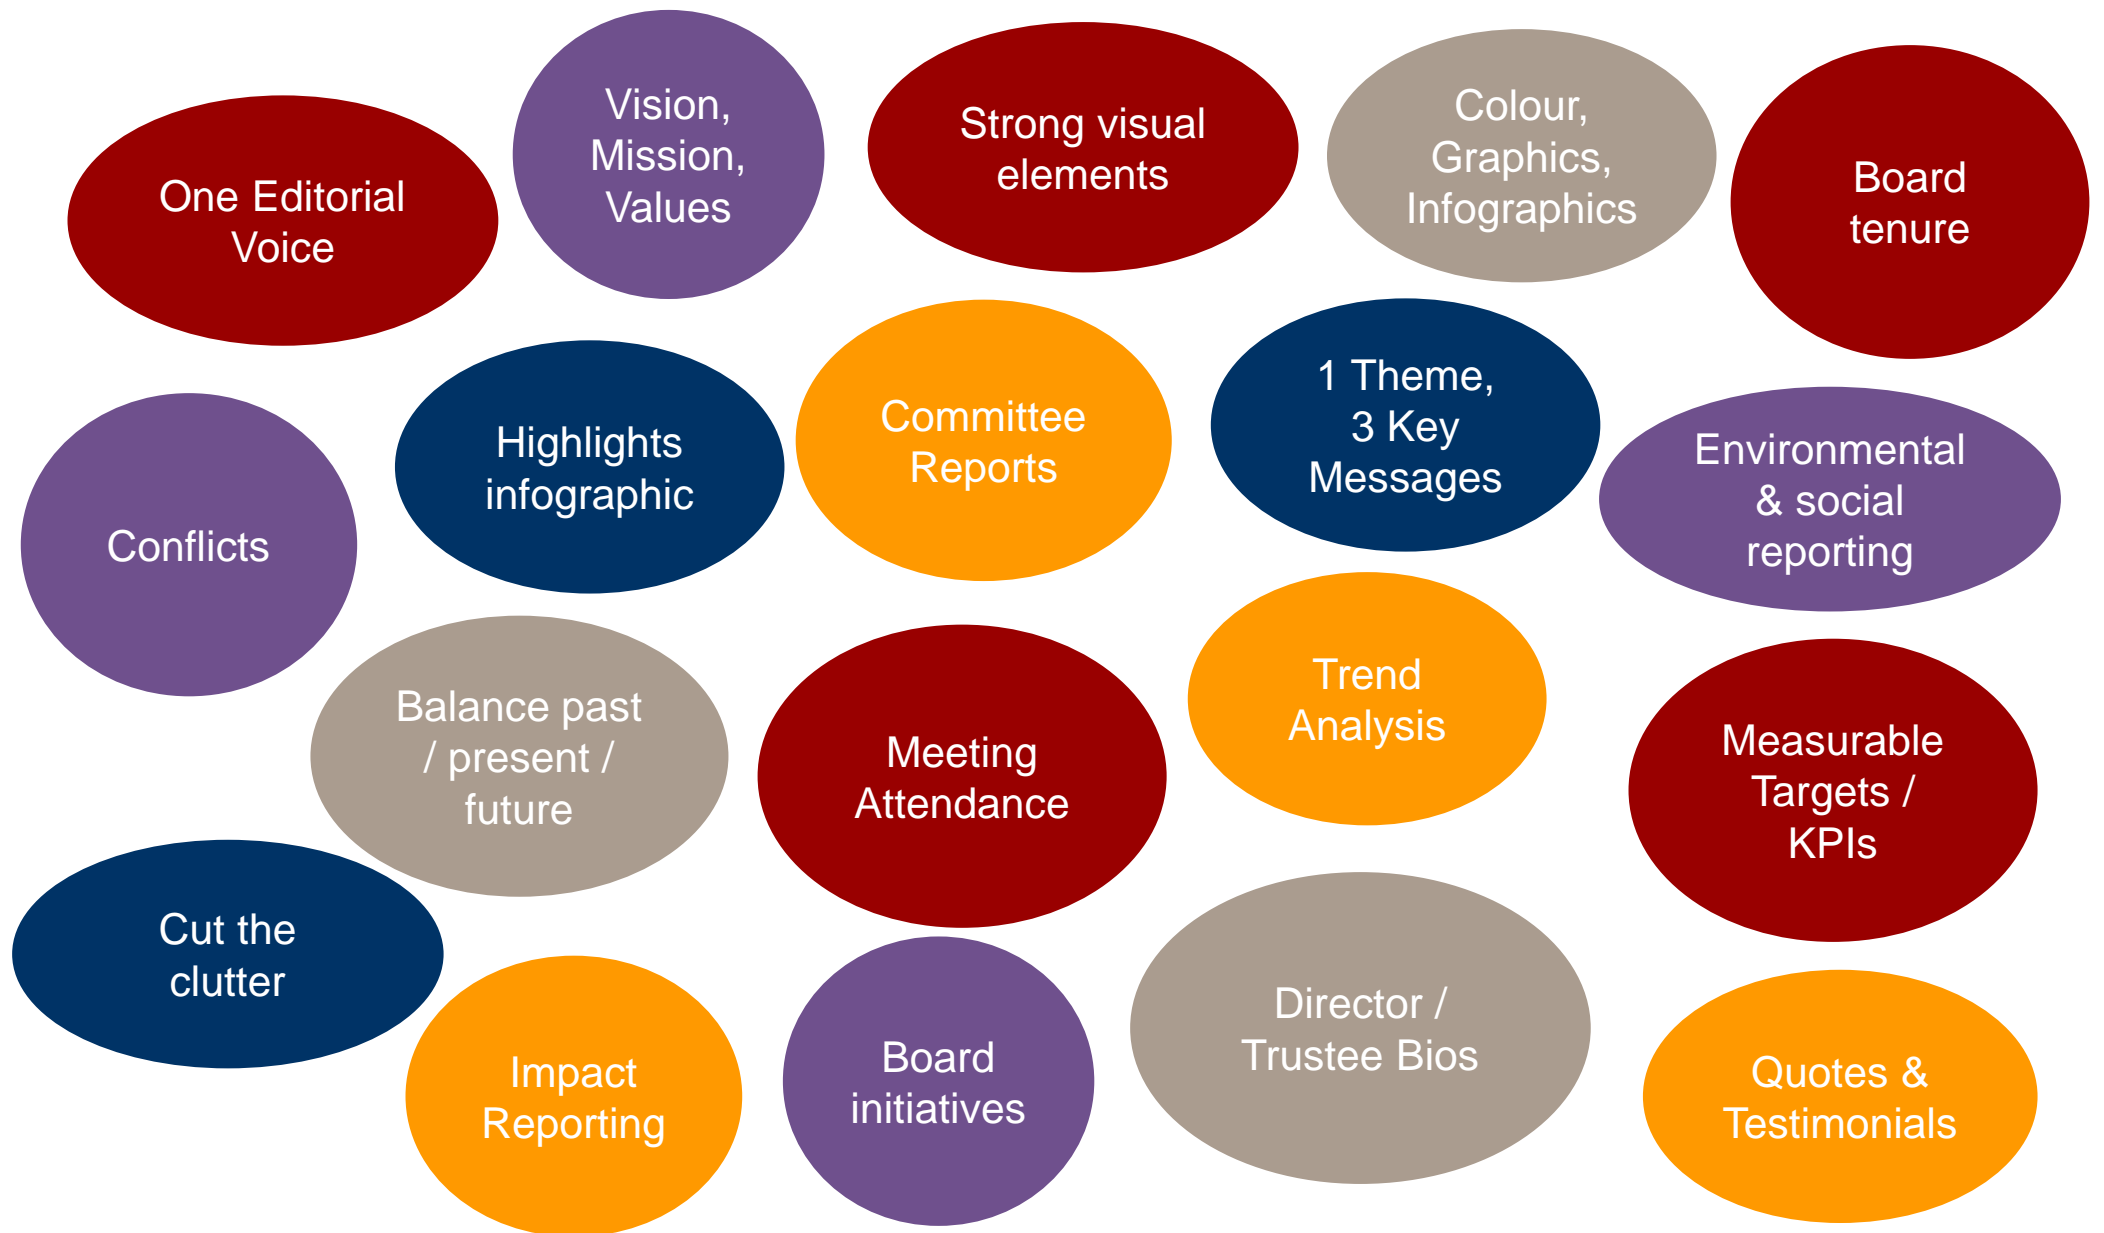 One Editorial
Voice
Vision,
Mission,
Values
Strong visual
elements
Colour,
Graphics,
Infographics
Board
tenure
Conflicts
Highlights
infographic
Committee
Reports
1 Theme,
3 Key
Messages
Environmental
& social
reporting
Balance past
/ present /
future
Meeting
Attendance
Trend
Analysis
Measurable
Targets /
KPIs
Cut the
clutter
Impact
Reporting
Board
initiatives
Director /
Trustee Bios
Quotes &
Testimonials